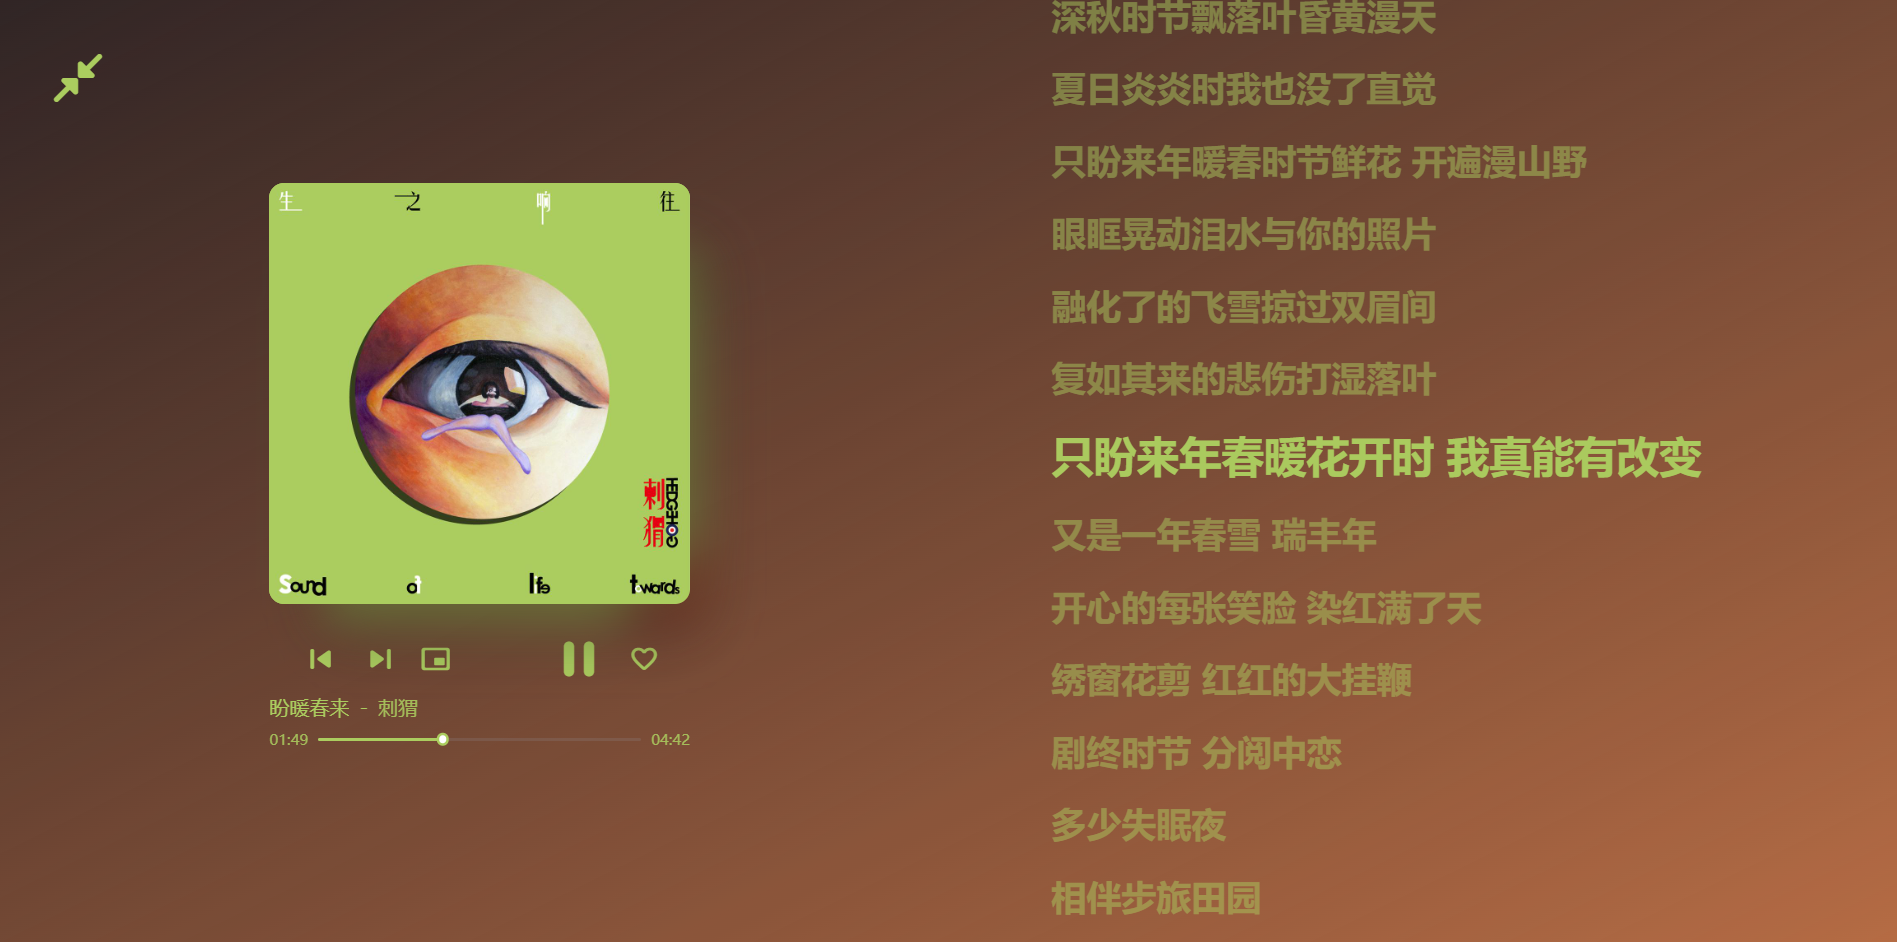 生 之 响 往
刺猬
HEDGEHOG
Sound of life twards
盼暖春来 - 刺猬
01:49
04:42
深秋时节飘落叶昏黄漫天
夏日炎炎时我也没了直觉
只盼来年暖春时节鲜花 开遍漫山野
眼眶晃动泪水与你的照片
融化了的飞雪掠过双眉间
复如其来的悲伤打湿落叶
只盼来年春暖花开时 我真能有改变
又是一年春雪 瑞丰年
开心的每张笑脸 染红满了天
绣窗花剪 红红的大挂鞭
剧终时节 分阅中恋
多少失眠夜
相伴步旅田园